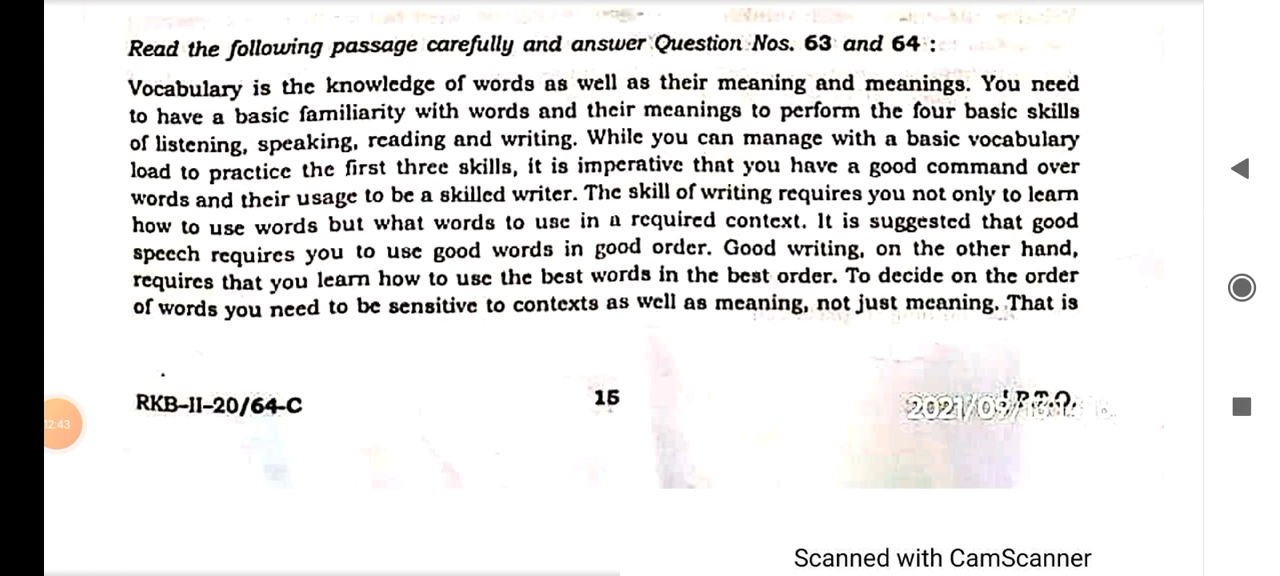 Read the following passage carefully and answer Question Nos. 63 and 64 :
Vocabulary is the knowledge of words as well as their meaning and meanings. You need
to have a basic familiarity with words and their meanings to perform the four basic skills
of listening, speaking, reading and writing. While you can manage with a basic vocabulary
load to practice the first three skills, it is imperative that you have a good command over
words and their usage to be a skilled writer. The skill of writing requires you not only to learn
how to use words but what words to use in a required context. It is suggested that good
speech requires you to use good words in good order. Good writing, on the other hand,
requires that you learn how to use the best words in the best order. To decide on the order
of words you need to be sensitive to contexts as well as meaning, not just meaning. That is
RKB-II-20/64-C
15
P.T.O.
12:43
Scanned with CamScanner